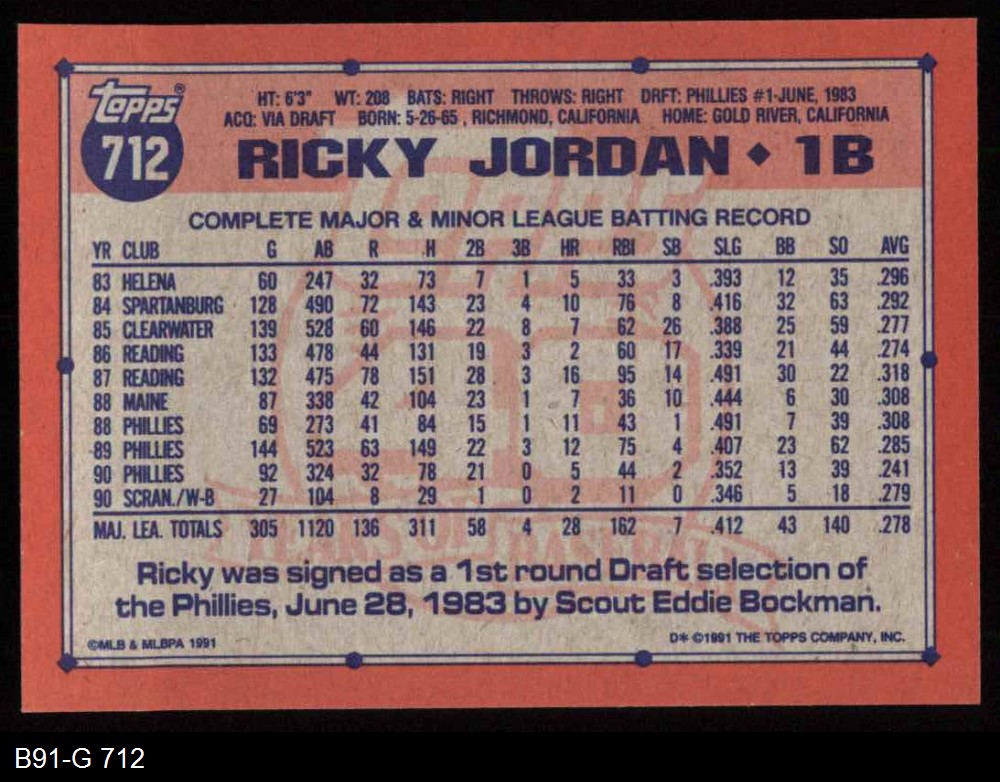 topps®
712
HT: 6'3" WT: 208 BATS: RIGHT THROWS: RIGHT DRFT: PHILLIES #1-JUNE, 1983
ACQ: VIA DRAFT BORN: 5-26-65 , RICHMOND, CALIFORNIA HOME: GOLD RIVER, CALIFORNIA
RICKY JORDAN ◆ 1B
COMPLETE MAJOR & MINOR LEAGUE BATTING RECORD
YR CLUB G AB R H 2B 3B HR RBI SB SLG BB SO AVG
83 HELENA 60 247 32 73 7 1 5 33 3 .393 12 35 .296
84 SPARTANBURG 128 490 72 143 23 4 10 76 8 .416 32 63 .292
85 CLEARWATER 139 528 60 146 22 8 7 62 26 .388 25 59 .277
86 READING 133 478 44 131 19 3 2 60 17 .339 21 44 .274
87 READING 132 475 78 151 28 3 16 95 14 .491 30 22 .318
88 MAINE 87 338 42 104 23 1 7 36 10 .444 6 30 .308
88 PHILLIES 69 273 41 84 15 1 11 43 1 .491 7 39 .308
89 PHILLIES 144 523 63 149 22 3 12 75 4 .407 23 62 .285
90 PHILLIES 92 324 32 78 21 0 5 44 2 .352 13 39 .241
90 SCRAN./W-B 27 104 8 29 1 0 2 11 0 .346 5 18 .279
MAJ. LEA. TOTALS 305 1120 136 311 58 4 28 162 7 .412 43 140 .278
TOPPS
40
YEARS OF BASEBALL
Ricky was signed as a 1st round Draft selection of
the Phillies, June 28, 1983 by Scout Eddie Bockman.
©MLB & MLBPA 1991
D* ©1991 THE TOPPS COMPANY, INC.
B91-G 712